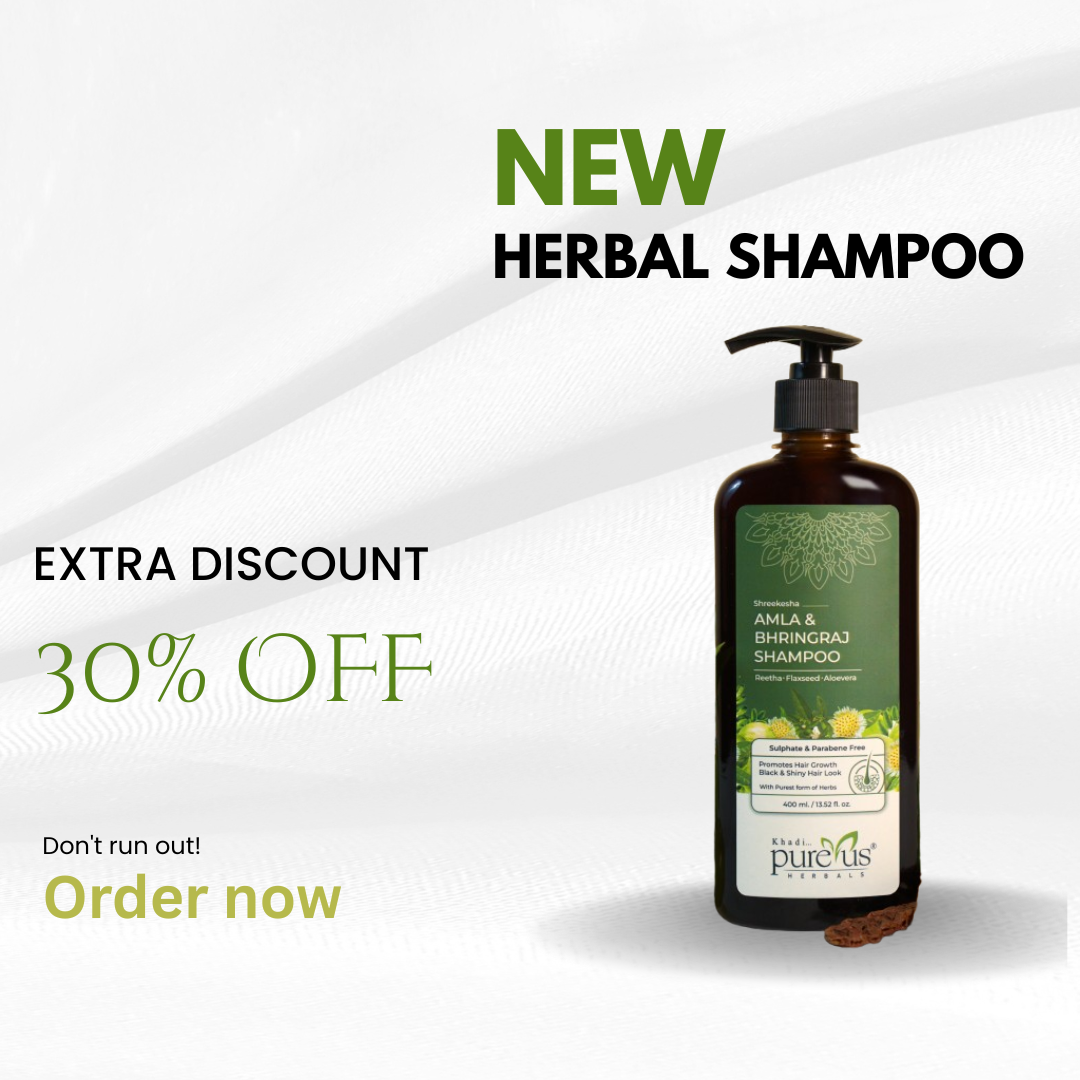 NEW
HERBAL SHAMPOO
EXTRA DISCOUNT
30% OFF
Don't run out!
Order now
Shreekesha
AMLA &
BHRINGRAJ
SHAMPOO
Reetha·Flaxseed·Aloevera
Sulphate & Parabene Free
Promotes Hair Growth
Black & Shiny Hair Look
With Purest form of Herbs
400 ml. / 13.52 fl. oz.
Khadi...
pureus®
HERBALS